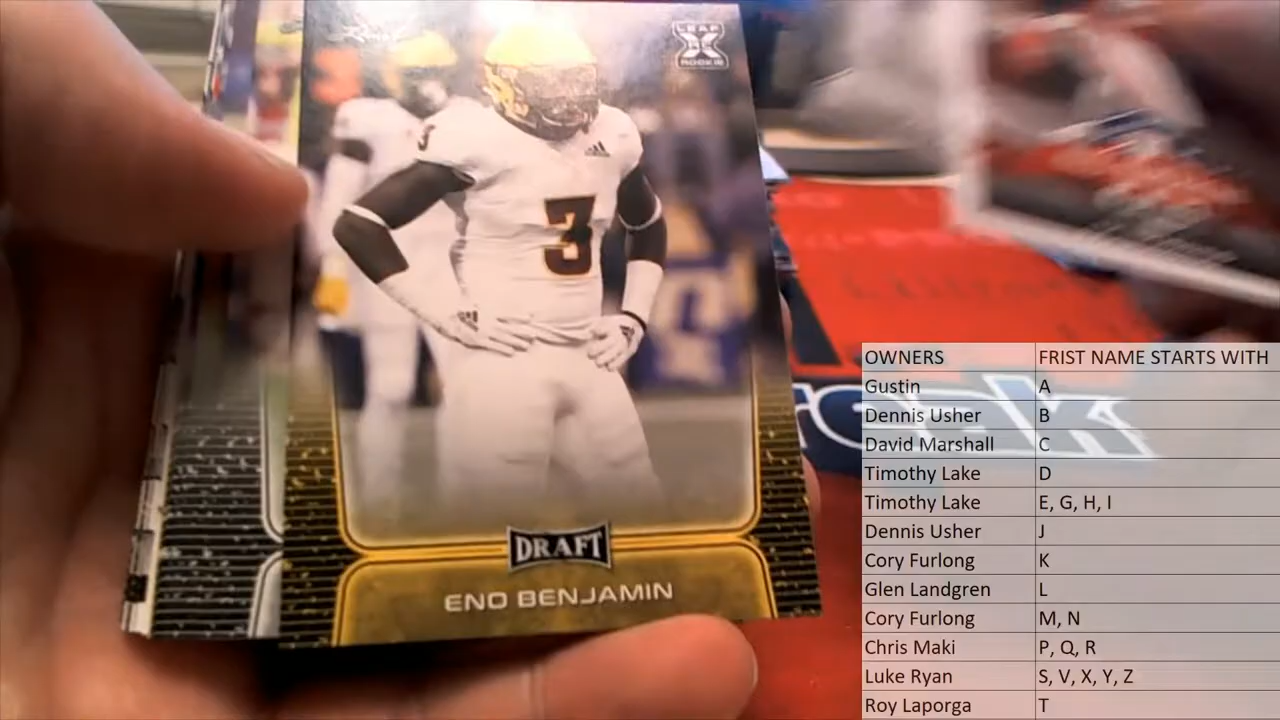 LEAF
X
ROOKIE
3
3
DRAFT
ENO BENJAMIN
OWNERS FRIST NAME STARTS WITH
Gustin A
Dennis Usher B
David Marshall C
Timothy Lake D
Timothy Lake E, G, H, I
Dennis Usher J
Cory Furlong K
Glen Landgren L
Cory Furlong M, N
Chris Maki P, Q, R
Luke Ryan S, V, X, Y, Z
Roy Laporga T